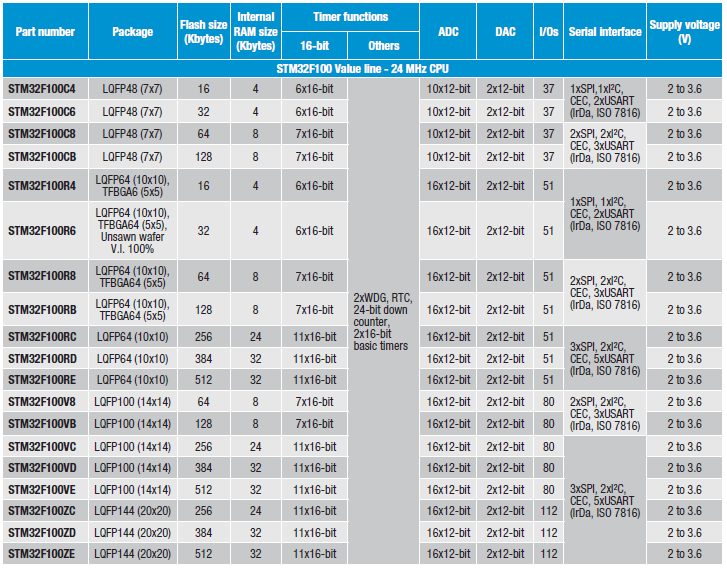 Part number Package Flash size (Kbytes) Internal RAM size (Kbytes) Timer functions ADC DAC I/Os Serial interface Supply voltage (V)
16-bit Others
STM32F100 Value line - 24 MHz CPU
STM32F100C4 LQFP48 (7x7) 16 4 6x16-bit 10x12-bit 2x12-bit 37 1xSPI,1xI²C, CEC, 2xUSART (IrDa, ISO 7816) 2 to 3.6
STM32F100C6 LQFP48 (7x7) 32 4 6x16-bit 10x12-bit 2x12-bit 37 2 to 3.6
STM32F100C8 LQFP48 (7x7) 64 8 7x16-bit 10x12-bit 2x12-bit 37 2xSPI, 2xI²C, CEC, 3xUSART (IrDa, ISO 7816) 2 to 3.6
STM32F100CB LQFP48 (7x7) 128 8 7x16-bit 10x12-bit 2x12-bit 37 2 to 3.6
STM32F100R4 LQFP64 (10x10), TFBGA6 (5x5) 16 4 6x16-bit 16x12-bit 2x12-bit 51 1xSPI, 1xI²C, CEC, 2xUSART (IrDa, ISO 7816) 2 to 3.6
STM32F100R6 LQFP64 (10x10), TFBGA64 (5x5), Unsawn wafer V.I. 100% 32 4 6x16-bit 16x12-bit 2x12-bit 51 2 to 3.6
STM32F100R8 LQFP64 (10x10), TFBGA64 (5x5) 64 8 7x16-bit 2xWDG, RTC, 24-bit down counter, 2x16-bit basic timers 16x12-bit 2x12-bit 51 2xSPI, 2xI²C, CEC, 3xUSART (IrDa, ISO 7816) 2 to 3.6
STM32F100RB LQFP64 (10x10), TFBGA64 (5x5) 128 8 7x16-bit 16x12-bit 2x12-bit 51 2 to 3.6
STM32F100RC LQFP64 (10x10) 256 24 11x16-bit 16x12-bit 2x12-bit 51 3xSPI, 2xI²C, CEC, 5xUSART (IrDa, ISO 7816) 2 to 3.6
STM32F100RD LQFP64 (10x10) 384 32 11x16-bit 16x12-bit 2x12-bit 51 2 to 3.6
STM32F100RE LQFP64 (10x10) 512 32 11x16-bit 16x12-bit 2x12-bit 51 2 to 3.6
STM32F100V8 LQFP100 (14x14) 64 8 7x16-bit 16x12-bit 2x12-bit 80 2xSPI, 2xI²C, CEC, 3xUSART (IrDa, ISO 7816) 2 to 3.6
STM32F100VB LQFP100 (14x14) 128 8 7x16-bit 16x12-bit 2x12-bit 80 2 to 3.6
STM32F100VC LQFP100 (14x14) 256 24 11x16-bit 16x12-bit 2x12-bit 80 3xSPI, 2xI²C, CEC, 5xUSART (IrDa, ISO 7816) 2 to 3.6
STM32F100VD LQFP100 (14x14) 384 32 11x16-bit 16x12-bit 2x12-bit 80 2 to 3.6
STM32F100VE LQFP100 (14x14) 512 32 11x16-bit 16x12-bit 2x12-bit 80 2 to 3.6
STM32F100ZC LQFP144 (20x20) 256 24 11x16-bit 16x12-bit 2x12-bit 112 2 to 3.6
STM32F100ZD LQFP144 (20x20) 384 32 11x16-bit 16x12-bit 2x12-bit 112 2 to 3.6
STM32F100ZE LQFP144 (20x20) 512 32 11x16-bit 16x12-bit 2x12-bit 112 2 to 3.6